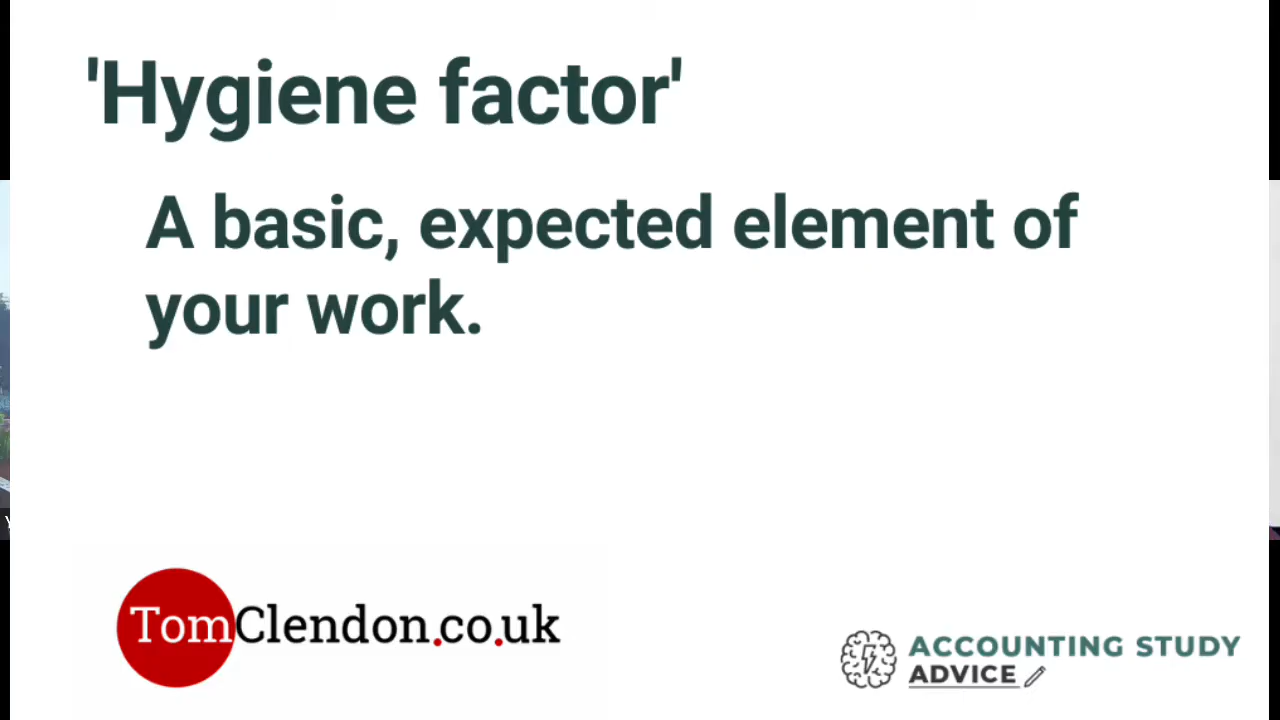 'Hygiene factor'
A basic, expected element of
your work.
TomClendon.co.uk
ACCOUNTING STUDY
ADVICE